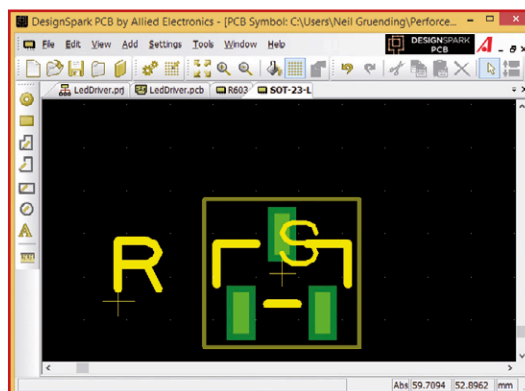 DesignSpark PCB by Allied Electronics - [PCB Symbol: C:\Users\Neil Gruending\Perforce...
File Edit View Add Settings Tools Window Help
DESIGNSPARK
PCB
LedDriver.prj LedDriver.pcb R603 SOT-23-L
A
R
S
Abs 59.7094 52.8962 mm